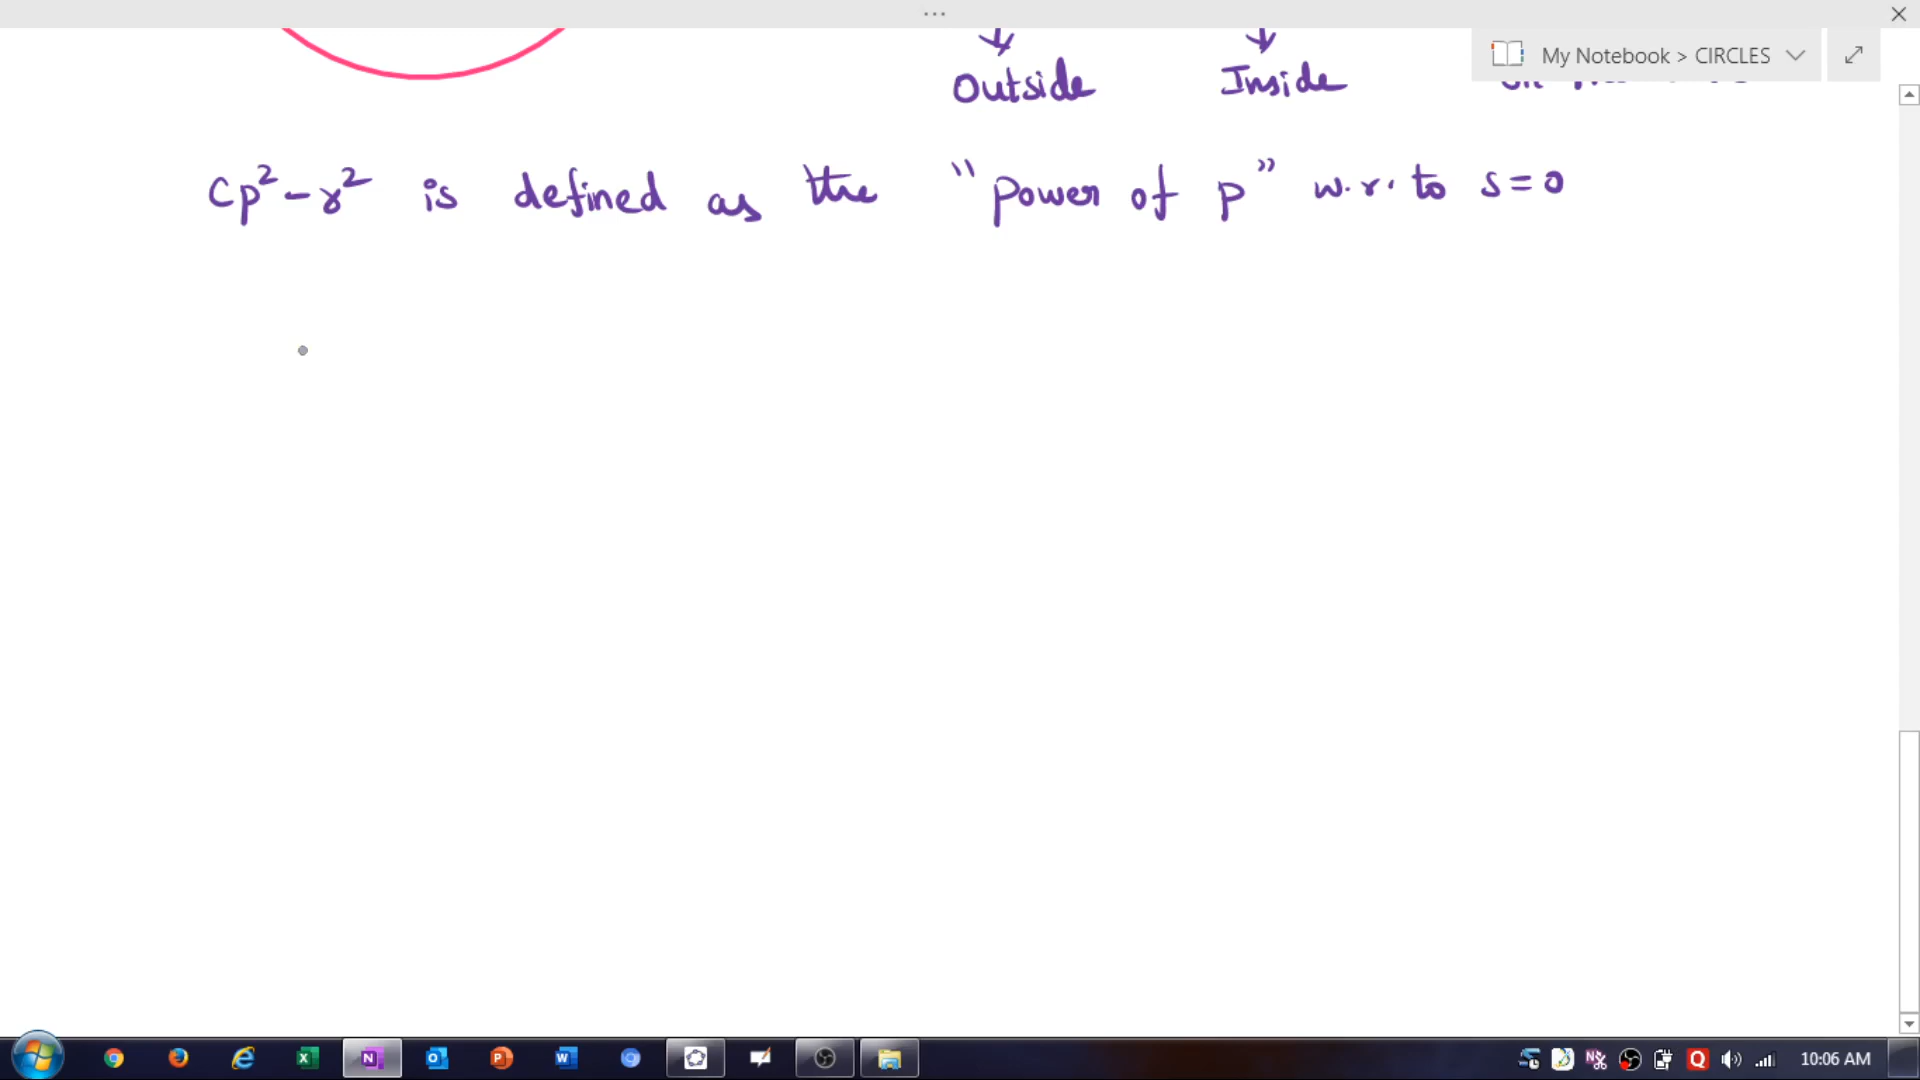 ...
My Notebook > CIRCLES
Outside Inside
Cp²-r² is defined as the "power of p" w.r. to s=0
10:06 AM